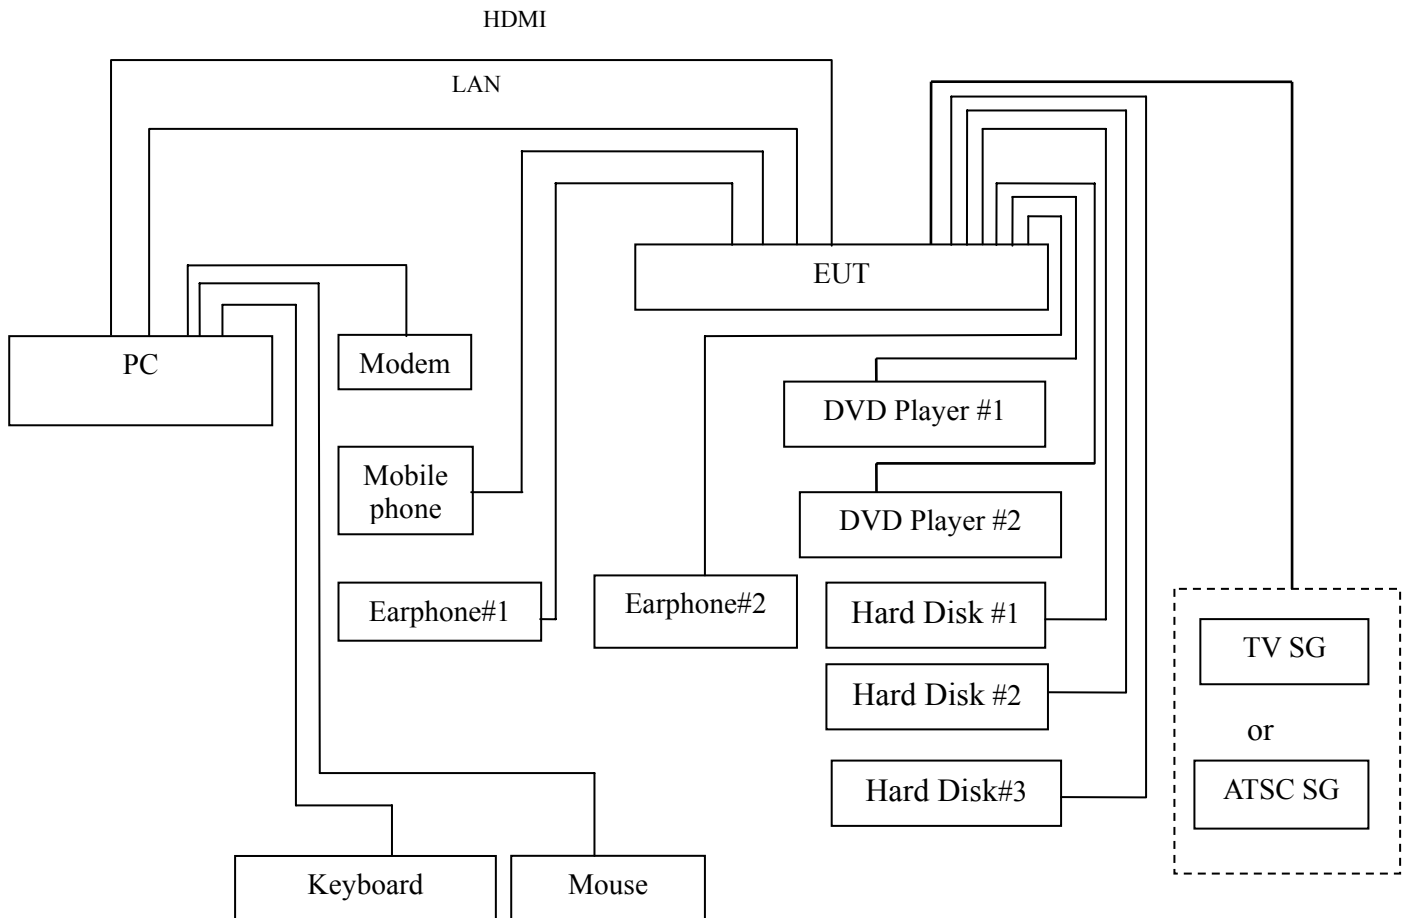 HDMI
LAN
EUT
PC
Modem
DVD Player #1
Mobile
phone
DVD Player #2
Earphone#1
Earphone#2
Hard Disk #1
TV SG
Hard Disk #2
or
Hard Disk#3
ATSC SG
Keyboard
Mouse